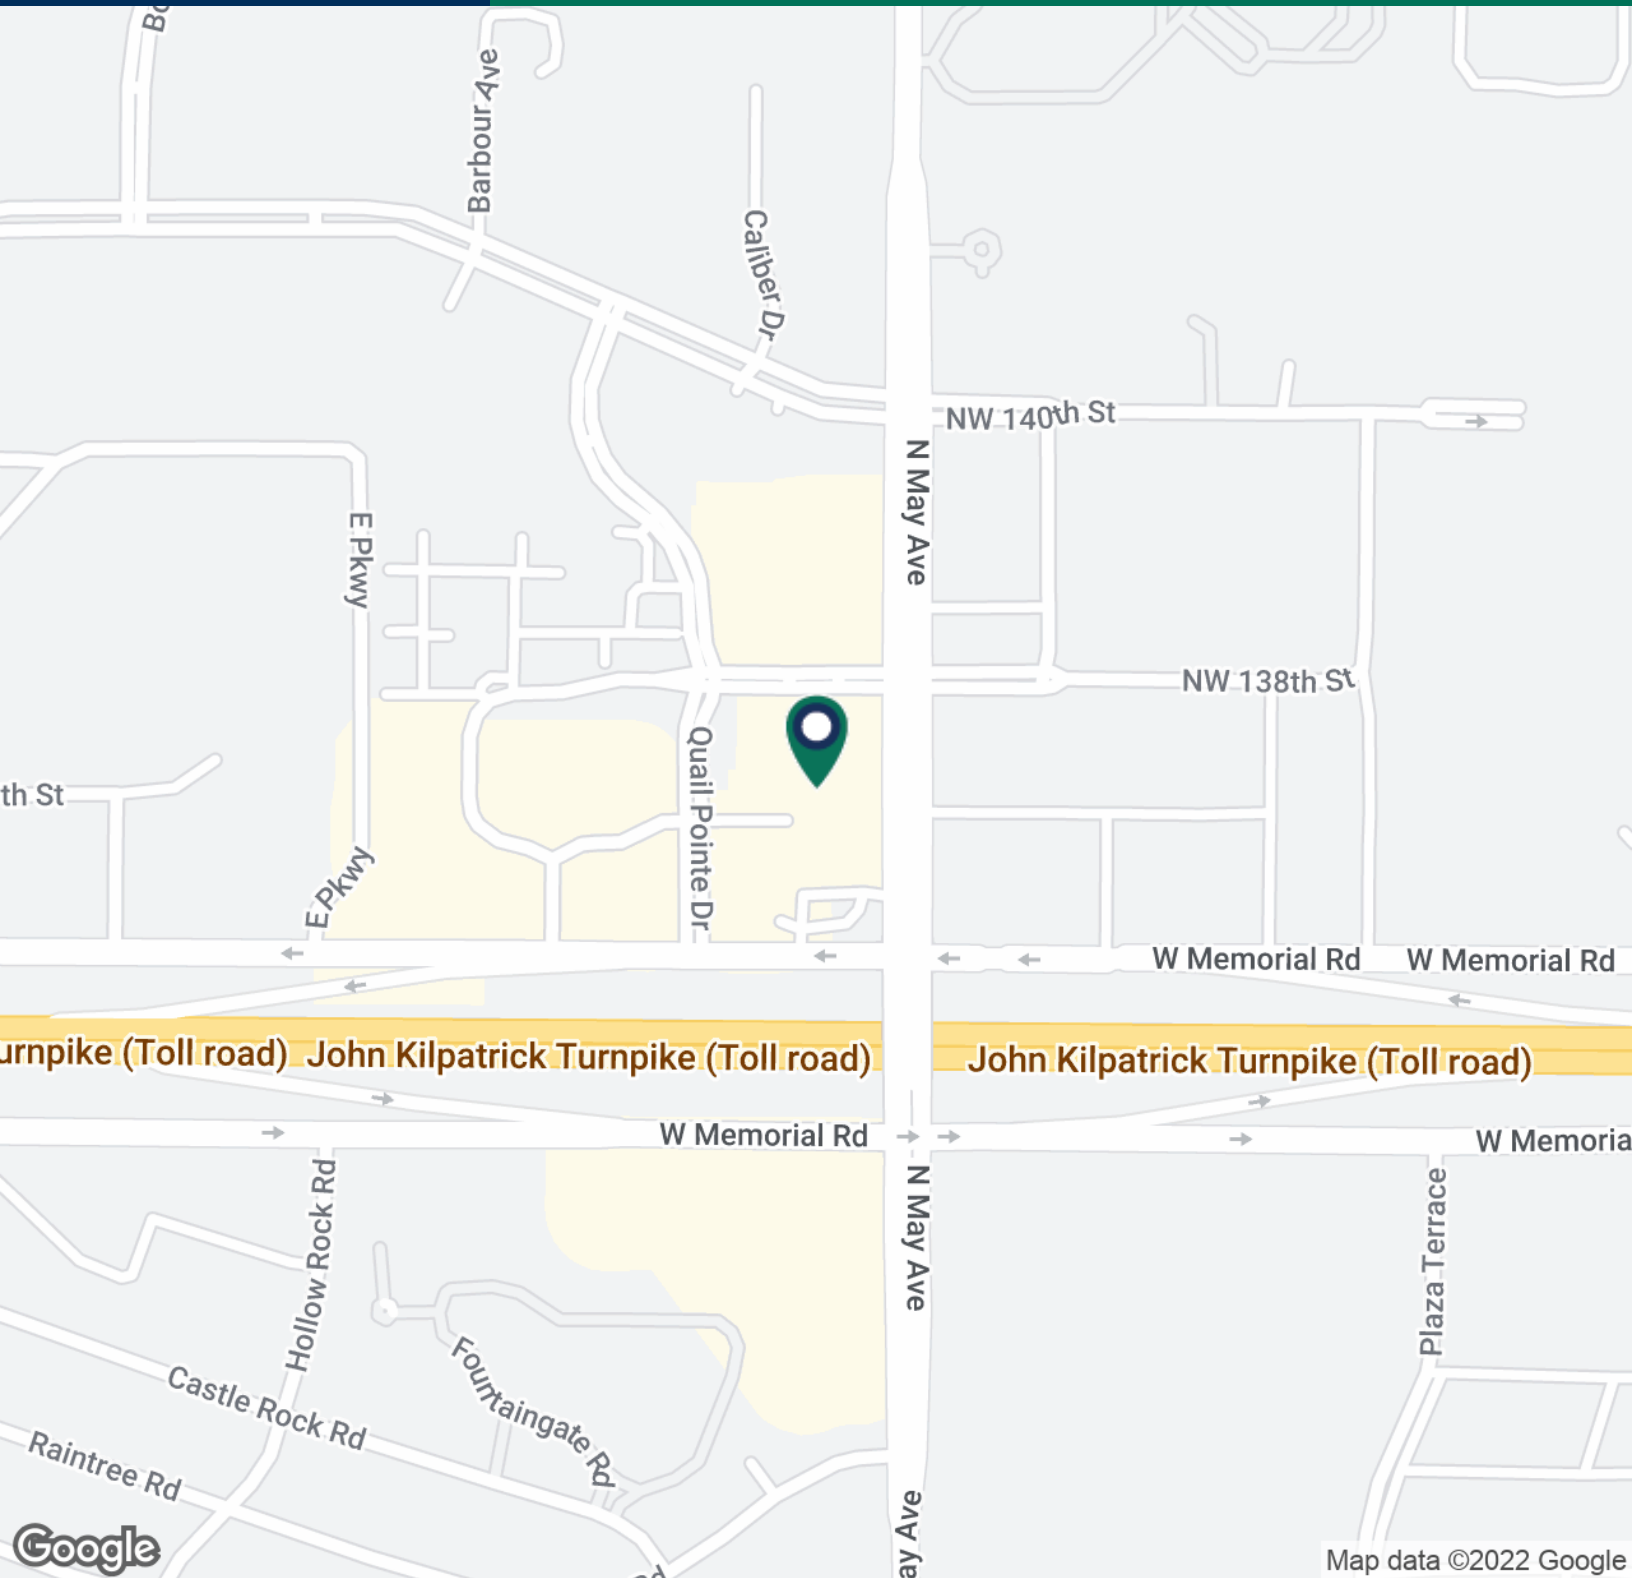 Bo
Barbour Ave
Caliber Dr
NW 140th St
N May Ave
E Pkwy
NW 138th St
Quail Pointe Dr
th St
E Pkwy
W Memorial Rd
W Memorial Rd
urnpike (Toll road)
John Kilpatrick Turnpike (Toll road)
John Kilpatrick Turnpike (Toll road)
W Memorial Rd
W Memoria
N May Ave
Hollow Rock Rd
Plaza Terrace
Fountaingate Rd
Castle Rock Rd
Raintree Rd
ay Ave
Rd
Google
Map data ©2022 Google